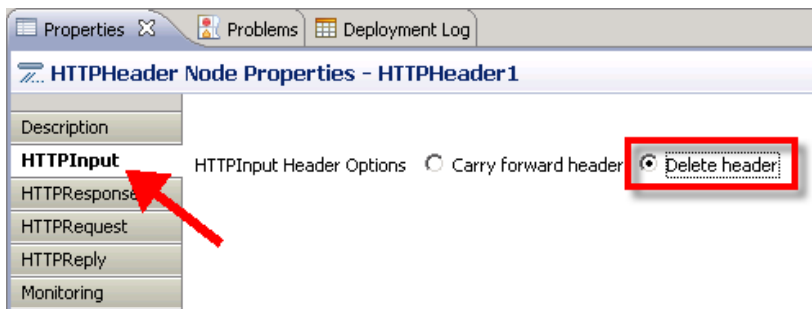 Properties Problems Deployment Log
HTTPHeader Node Properties - HTTPHeader1
Description
HTTPInput
HTTPInput Header Options Carry forward header Delete header
HTTPResponse
HTTPRequest
HTTPReply
Monitoring